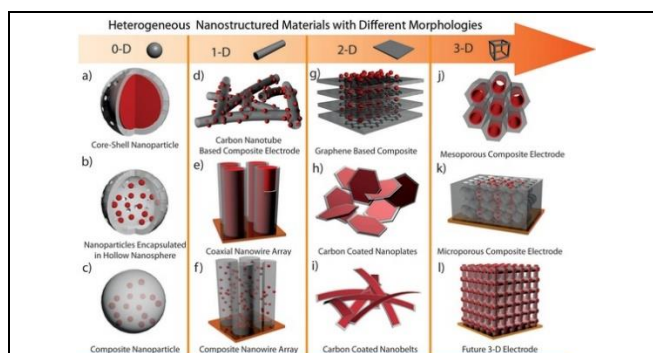 Heterogeneous Nanostructured Materials with Different Morphologies
0-D
1-D
2-D
3-D
a)
Core-Shell Nanoparticle
b)
Nanoparticles Encapsulated
in Hollow Nanosphere
c)
Composite Nanoparticle
d)
Carbon Nanotube
Based Composite Electrode
e)
Coaxial Nanowire Array
f)
Composite Nanowire Array
g)
Graphene Based Composite
h)
Carbon Coated Nanoplates
i)
Carbon Coated Nanobelts
j)
Mesoporous Composite Electrode
k)
Microporous Composite Electrode
l)
Future 3-D Electrode